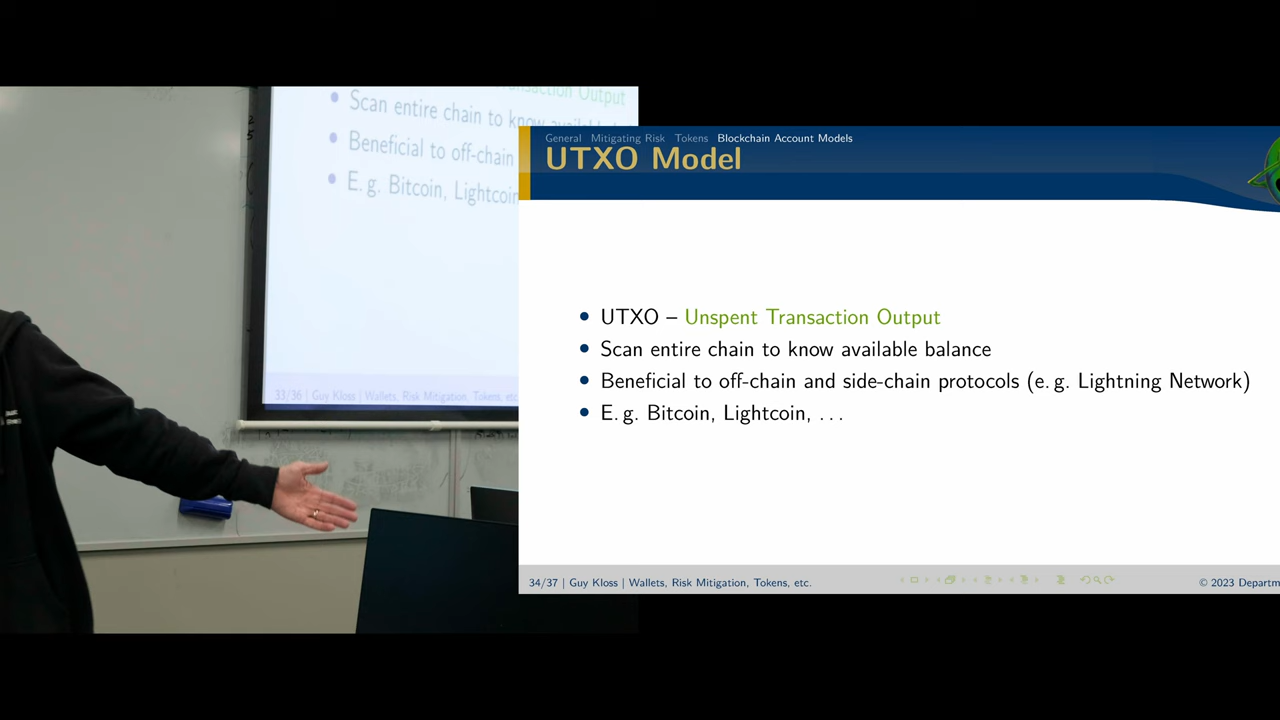 nsaction Output
Scan entire chain to know availab
Beneficial to off-chain
E. g. Bitcoin, Lightcoin
33/36 | Guy Kloss | Wallets, Risk Mitigation, Tokens, etc
General Mitigating Risk Tokens Blockchain Account Models
UTXO Model
• UTXO – Unspent Transaction Output
• Scan entire chain to know available balance
• Beneficial to off-chain and side-chain protocols (e. g. Lightning Network)
• E. g. Bitcoin, Lightcoin, . . .
34/37 | Guy Kloss | Wallets, Risk Mitigation, Tokens, etc.
© 2023 Departm